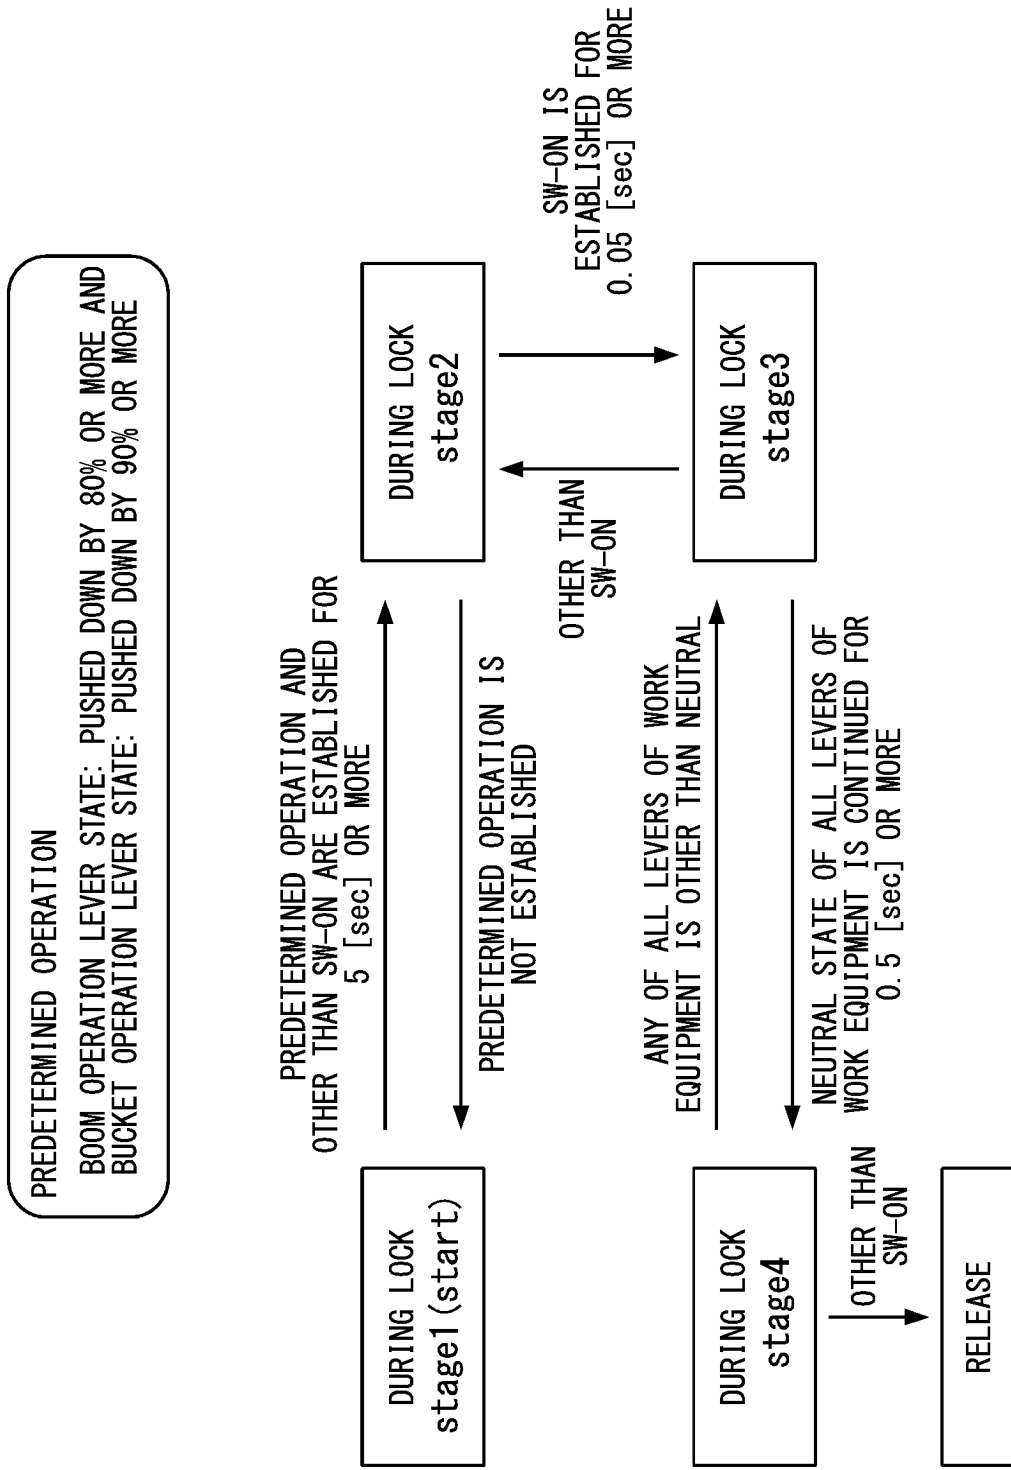 PREDETERMINED OPERATION
BOOM OPERATION LEVER STATE: PUSHED DOWN BY 80% OR MORE AND
BUCKET OPERATION LEVER STATE: PUSHED DOWN BY 90% OR MORE
DURING LOCK
stage1(start)
PREDETERMINED OPERATION AND
OTHER THAN SW-ON ARE ESTABLISHED FOR
5 [sec] OR MORE
PREDETERMINED OPERATION IS
NOT ESTABLISHED
DURING LOCK
stage2
SW-ON IS
ESTABLISHED FOR
0.05 [sec] OR MORE
OTHER THAN
SW-ON
DURING LOCK
stage3
ANY OF ALL LEVERS OF WORK
EQUIPMENT IS OTHER THAN NEUTRAL
NEUTRAL STATE OF ALL LEVERS OF
WORK EQUIPMENT IS CONTINUED FOR
0.5 [sec] OR MORE
DURING LOCK
stage4
OTHER THAN
SW-ON
RELEASE